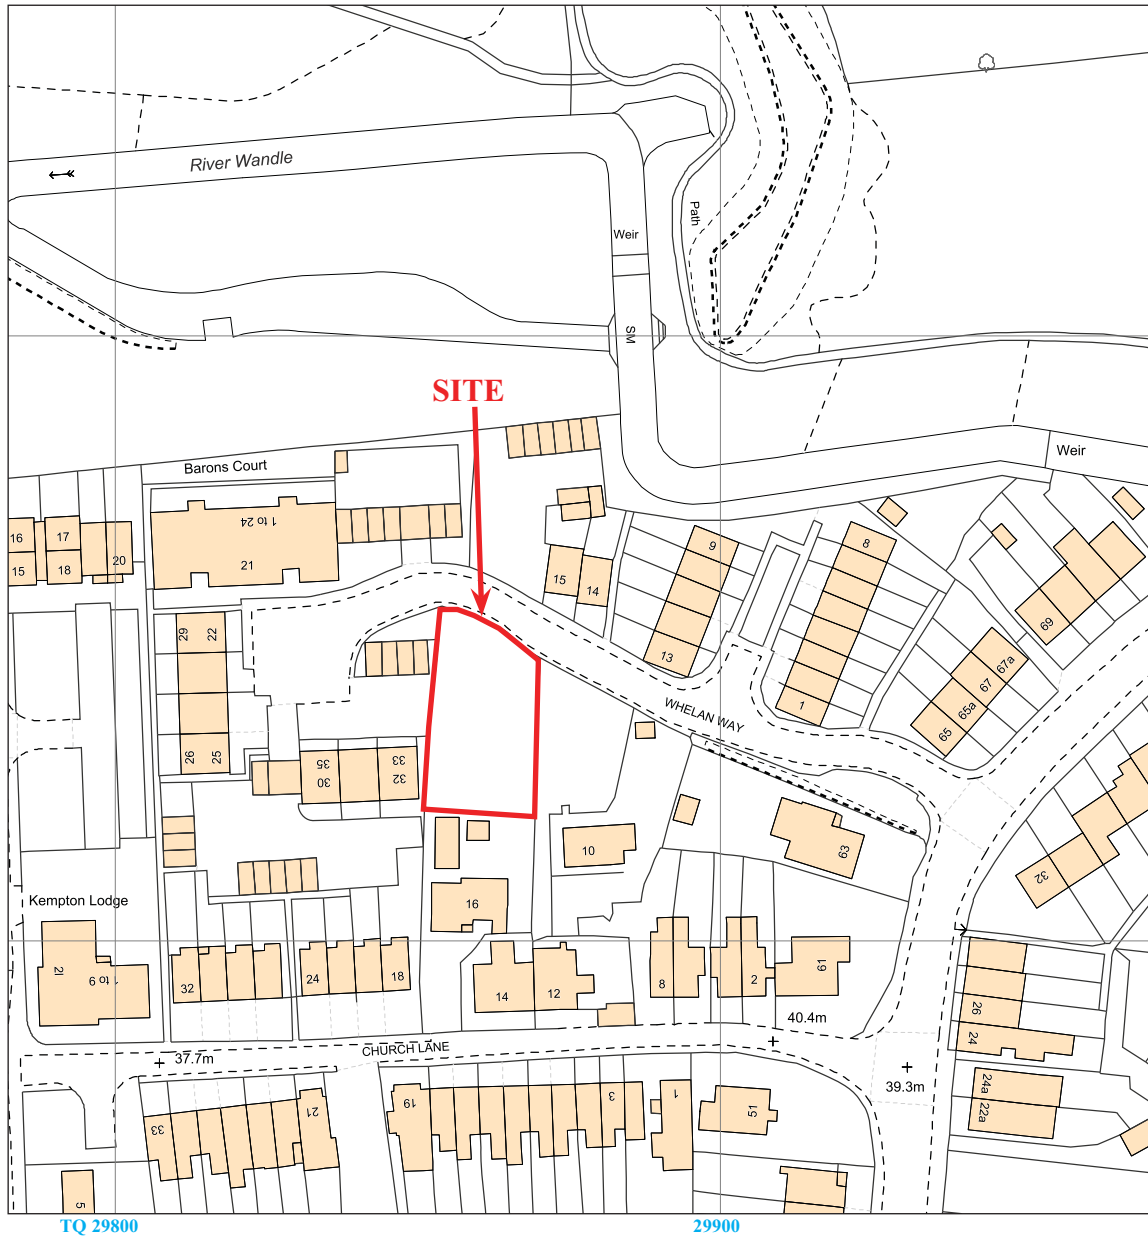 River Wandle
Path
Weir
SM
SITE
Weir
Barons Court
1 to 24
21
16
15
17
18
20
15
14
9
13
8
1
69
67a
67
65a
65
29
22
26
25
WHELAN WAY
35
30
33
32
10
63
32
Kempton Lodge
16
21
1 to 9
32
24
18
14
12
8
2
61
26
24
40.4m
37.7m
CHURCH LANE
39.3m
24a
22a
33
21
19
3
1
51
5
TQ 29800
29900